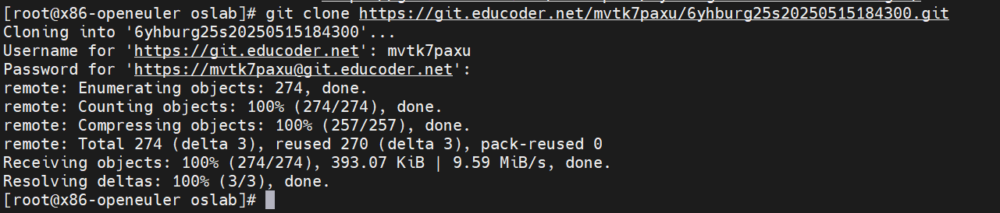 [root@x86-openeuler oslab]# git clone https://git.educoder.net/mvtk7paxu/6yhburg25s20250515184300.git
Cloning into '6yhburg25s20250515184300'...
Username for 'https://git.educoder.net': mvtk7paxu
Password for 'https://mvtk7paxu@git.educoder.net':
remote: Enumerating objects: 274, done.
remote: Counting objects: 100% (274/274), done.
remote: Compressing objects: 100% (257/257), done.
remote: Total 274 (delta 3), reused 270 (delta 3), pack-reused 0
Receiving objects: 100% (274/274), 393.07 KiB | 9.59 MiB/s, done.
Resolving deltas: 100% (3/3), done.
[root@x86-openeuler oslab]#